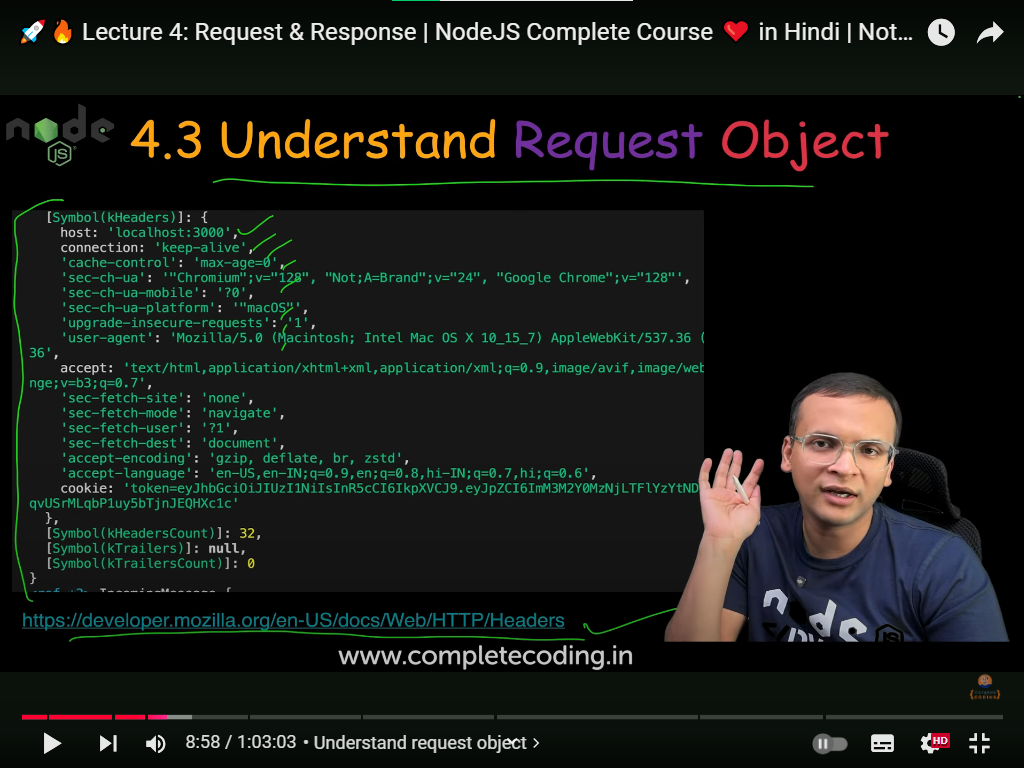 🚀🔥 Lecture 4: Request & Response | NodeJS Complete Course ❤️ in Hindi | Not...
node
JS
4.3 Understand Request Object
[Symbol(kHeaders)]: {
host: 'localhost:3000',
connection: 'keep-alive',
'cache-control': 'max-age=0',
'sec-ch-ua': '"Chromium";v="128", "Not;A=Brand";v="24", "Google Chrome";v="128"',
'sec-ch-ua-mobile': '?0',
'sec-ch-ua-platform': '"macOS"',
'upgrade-insecure-requests': '1',
'user-agent': 'Mozilla/5.0 (Macintosh; Intel Mac OS X 10_15_7) AppleWebKit/537.36 (
36',
accept: 'text/html,application/xhtml+xml,application/xml;q=0.9,image/avif,image/web
nge;v=b3;q=0.7',
'sec-fetch-site': 'none',
'sec-fetch-mode': 'navigate',
'sec-fetch-user': '?1',
'sec-fetch-dest': 'document',
'accept-encoding': 'gzip, deflate, br, zstd',
'accept-language': 'en-US,en-IN;q=0.9,en;q=0.8,hi-IN;q=0.7,hi;q=0.6',
cookie: 'token=eyJhbGciOiJIUzI1NiIsInR5cCI6IkpXVCJ9.eyJpZCI6ImM3M2Y0MzNjLTFlYzYtND
qvUSrMLqbP1uy5bTjnJEQHXc1c'
},
[Symbol(kHeadersCount)]: 32,
[Symbol(kTrailers)]: null,
[Symbol(kTrailersCount)]: 0
}
https://developer.mozilla.org/en-US/docs/Web/HTTP/Headers
node
JS
www.completecoding.in
8:58 / 1:03:03 • Understand request object >
HD